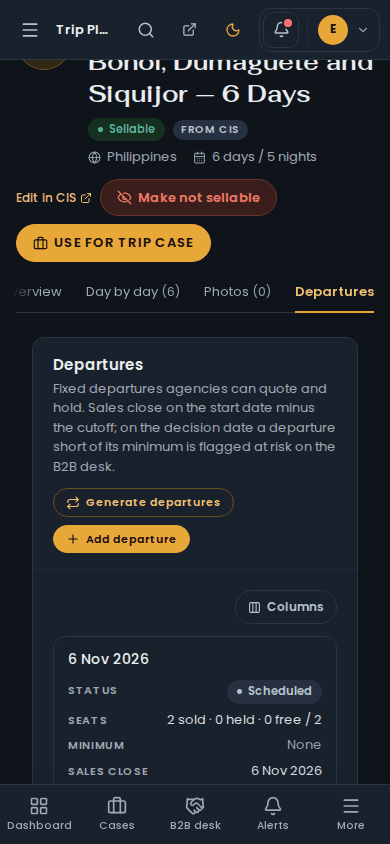 Trip Pl...
E
Bohol, Dumaguete and
Siquijor – 6 Days
Sellable
FROM CIS
Philippines
6 days / 5 nights
Edit in CIS
Make not sellable
USE FOR TRIP CASE
erview
Day by day (6)
Photos (0)
Departures
Departures
Fixed departures agencies can quote and
hold. Sales close on the start date minus
the cutoff; on the decision date a departure
short of its minimum is flagged at risk on the
B2B desk.
Generate departures
Add departure
Columns
6 Nov 2026
STATUS
Scheduled
SEATS
2 sold · 0 held · 0 free / 2
MINIMUM
None
SALES CLOSE
6 Nov 2026
Dashboard
Cases
B2B desk
Alerts
More